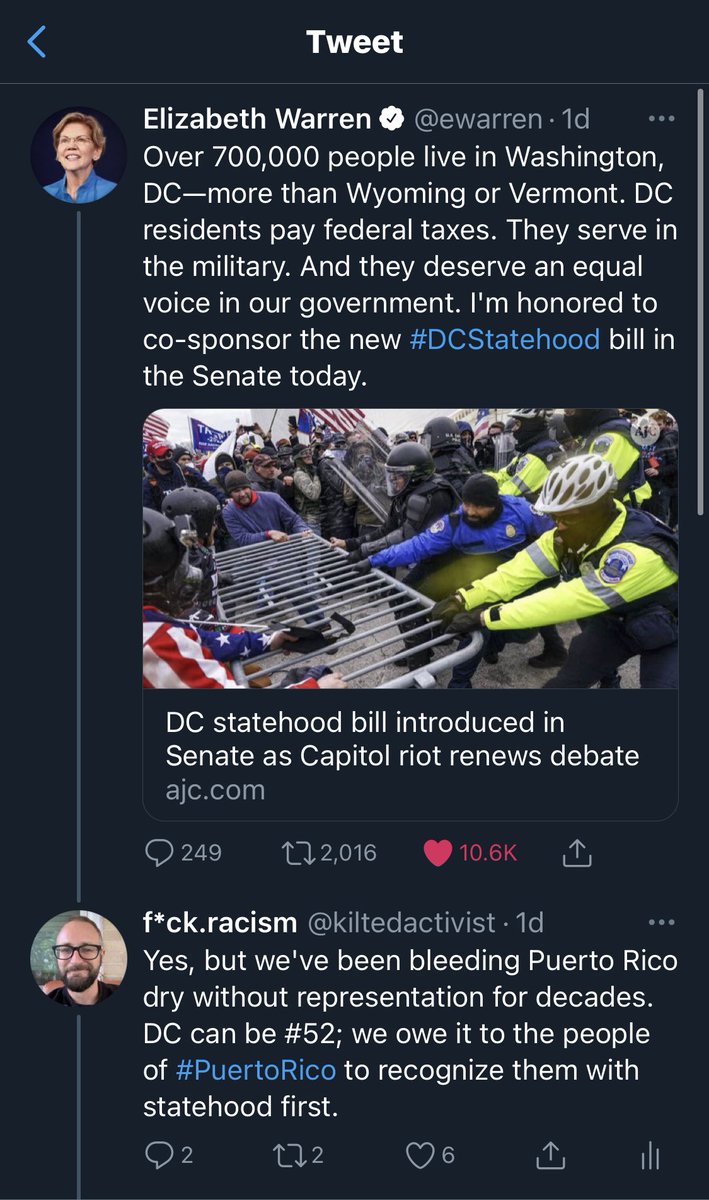 Tweet
Elizabeth Warren @ewarren · 1d
Over 700,000 people live in Washington,
DC—more than Wyoming or Vermont. DC
residents pay federal taxes. They serve in
the military. And they deserve an equal
voice in our government. I'm honored to
co-sponsor the new #DCStatehood bill in
the Senate today.
AJC
DC statehood bill introduced in
Senate as Capitol riot renews debate
ajc.com
249 2,016 10.6K
f*ck.racism @kiltedactivist · 1d
Yes, but we've been bleeding Puerto Rico
dry without representation for decades.
DC can be #52; we owe it to the people
of #PuertoRico to recognize them with
statehood first.
2 2 6